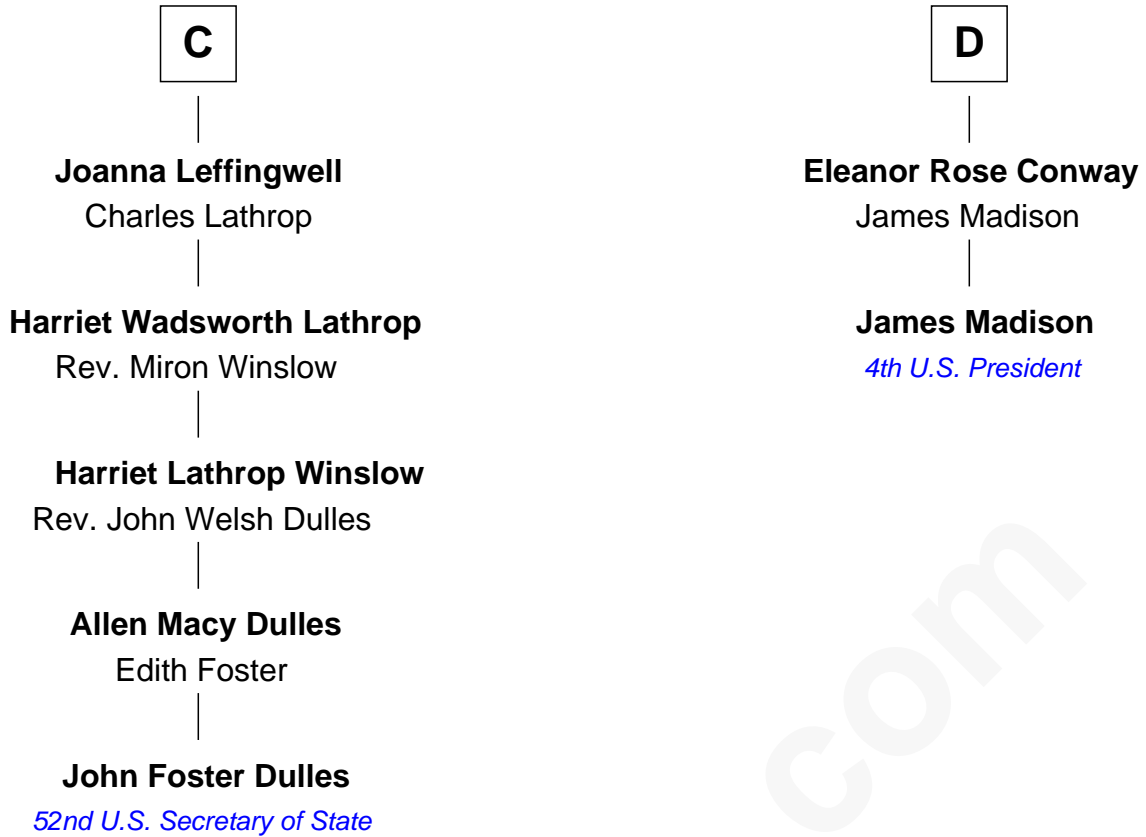 C
Joanna Leffingwell
Charles Lathrop
Harriet Wadsworth Lathrop
Rev. Miron Winslow
Harriet Lathrop Winslow
Rev. John Welsh Dulles
Allen Macy Dulles
Edith Foster
John Foster Dulles
52nd U.S. Secretary of State
D
Eleanor Rose Conway
James Madison
James Madison
4th U.S. President
com